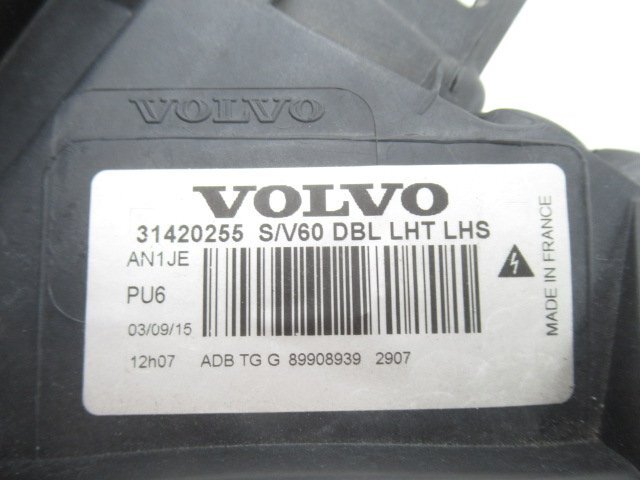 VOLVO
VOLVO
31420255 S/V60 DBL LHT LHS
AN1JE
PU6
03/09/15
12h07 ADB TG G 89908939 2907
MADE IN FRANCE